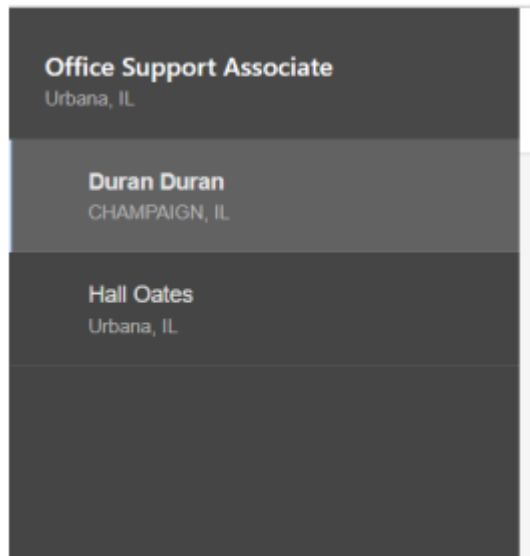 Office Support Associate
Urbana, IL
Duran Duran
CHAMPAIGN, IL
Hall Oates
Urbana, IL